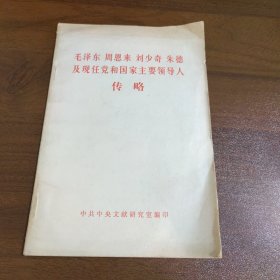 毛泽东 周恩来 刘少奇 朱德
及现任党和国家主要领导人
传略
中共中央文献研究室编印